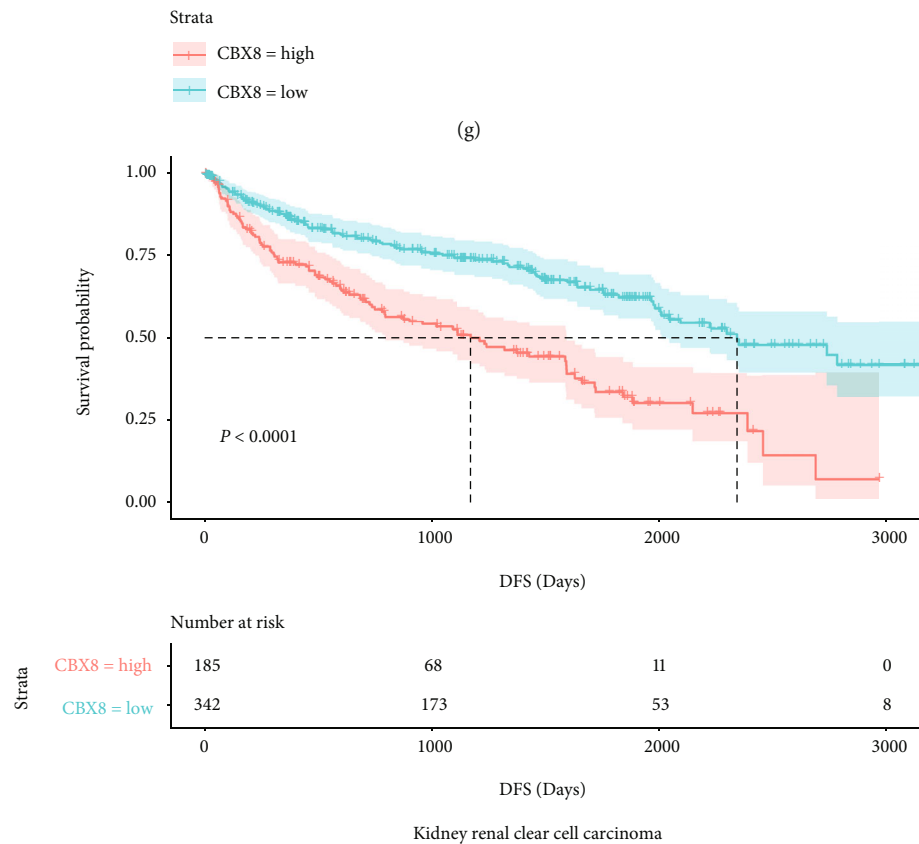 Strata
CBX8 = high
CBX8 = low
(g)
1.00
0.75
0.50
0.25
0.00
Survival probability
P < 0.0001
0 1000 2000 3000
DFS (Days)
Number at risk
Strata
CBX8 = high 185 68 11 0
CBX8 = low 342 173 53 8
0 1000 2000 3000
DFS (Days)
Kidney renal clear cell carcinoma